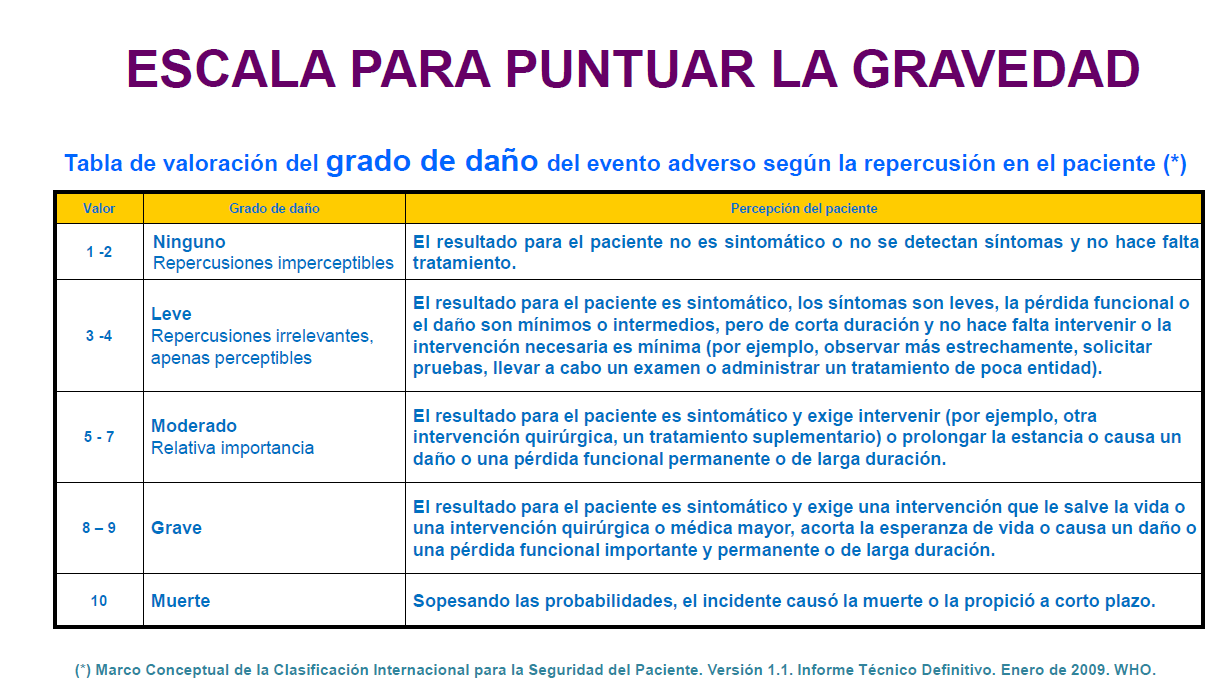 ESCALA PARA PUNTUAR LA GRAVEDAD
Tabla de valoración del grado de daño del evento adverso según la repercusión en el paciente (*)
Valor
Grado de daño
Percepción del paciente
1 -2
Ninguno
Repercusiones imperceptibles
El resultado para el paciente no es sintomático o no se detectan síntomas y no hace falta
tratamiento.
3 -4
Leve
Repercusiones irrelevantes,
apenas perceptibles
El resultado para el paciente es sintomático, los síntomas son leves, la pérdida funcional o
el daño son mínimos o intermedios, pero de corta duración y no hace falta intervenir o la
intervención necesaria es mínima (por ejemplo, observar más estrechamente, solicitar
pruebas, llevar a cabo un examen o administrar un tratamiento de poca entidad).
5 - 7
Moderado
Relativa importancia
El resultado para el paciente es sintomático y exige intervenir (por ejemplo, otra
intervención quirúrgica, un tratamiento suplementario) o prolongar la estancia o causa un
daño o una pérdida funcional permanente o de larga duración.
8 – 9
Grave
El resultado para el paciente es sintomático y exige una intervención que le salve la vida o
una intervención quirúrgica o médica mayor, acorta la esperanza de vida o causa un daño o
una pérdida funcional importante y permanente o de larga duración.
10
Muerte
Sopesando las probabilidades, el incidente causó la muerte o la propició a corto plazo.
(*) Marco Conceptual de la Clasificación Internacional para la Seguridad del Paciente. Versión 1.1. Informe Técnico Definitivo. Enero de 2009. WHO.